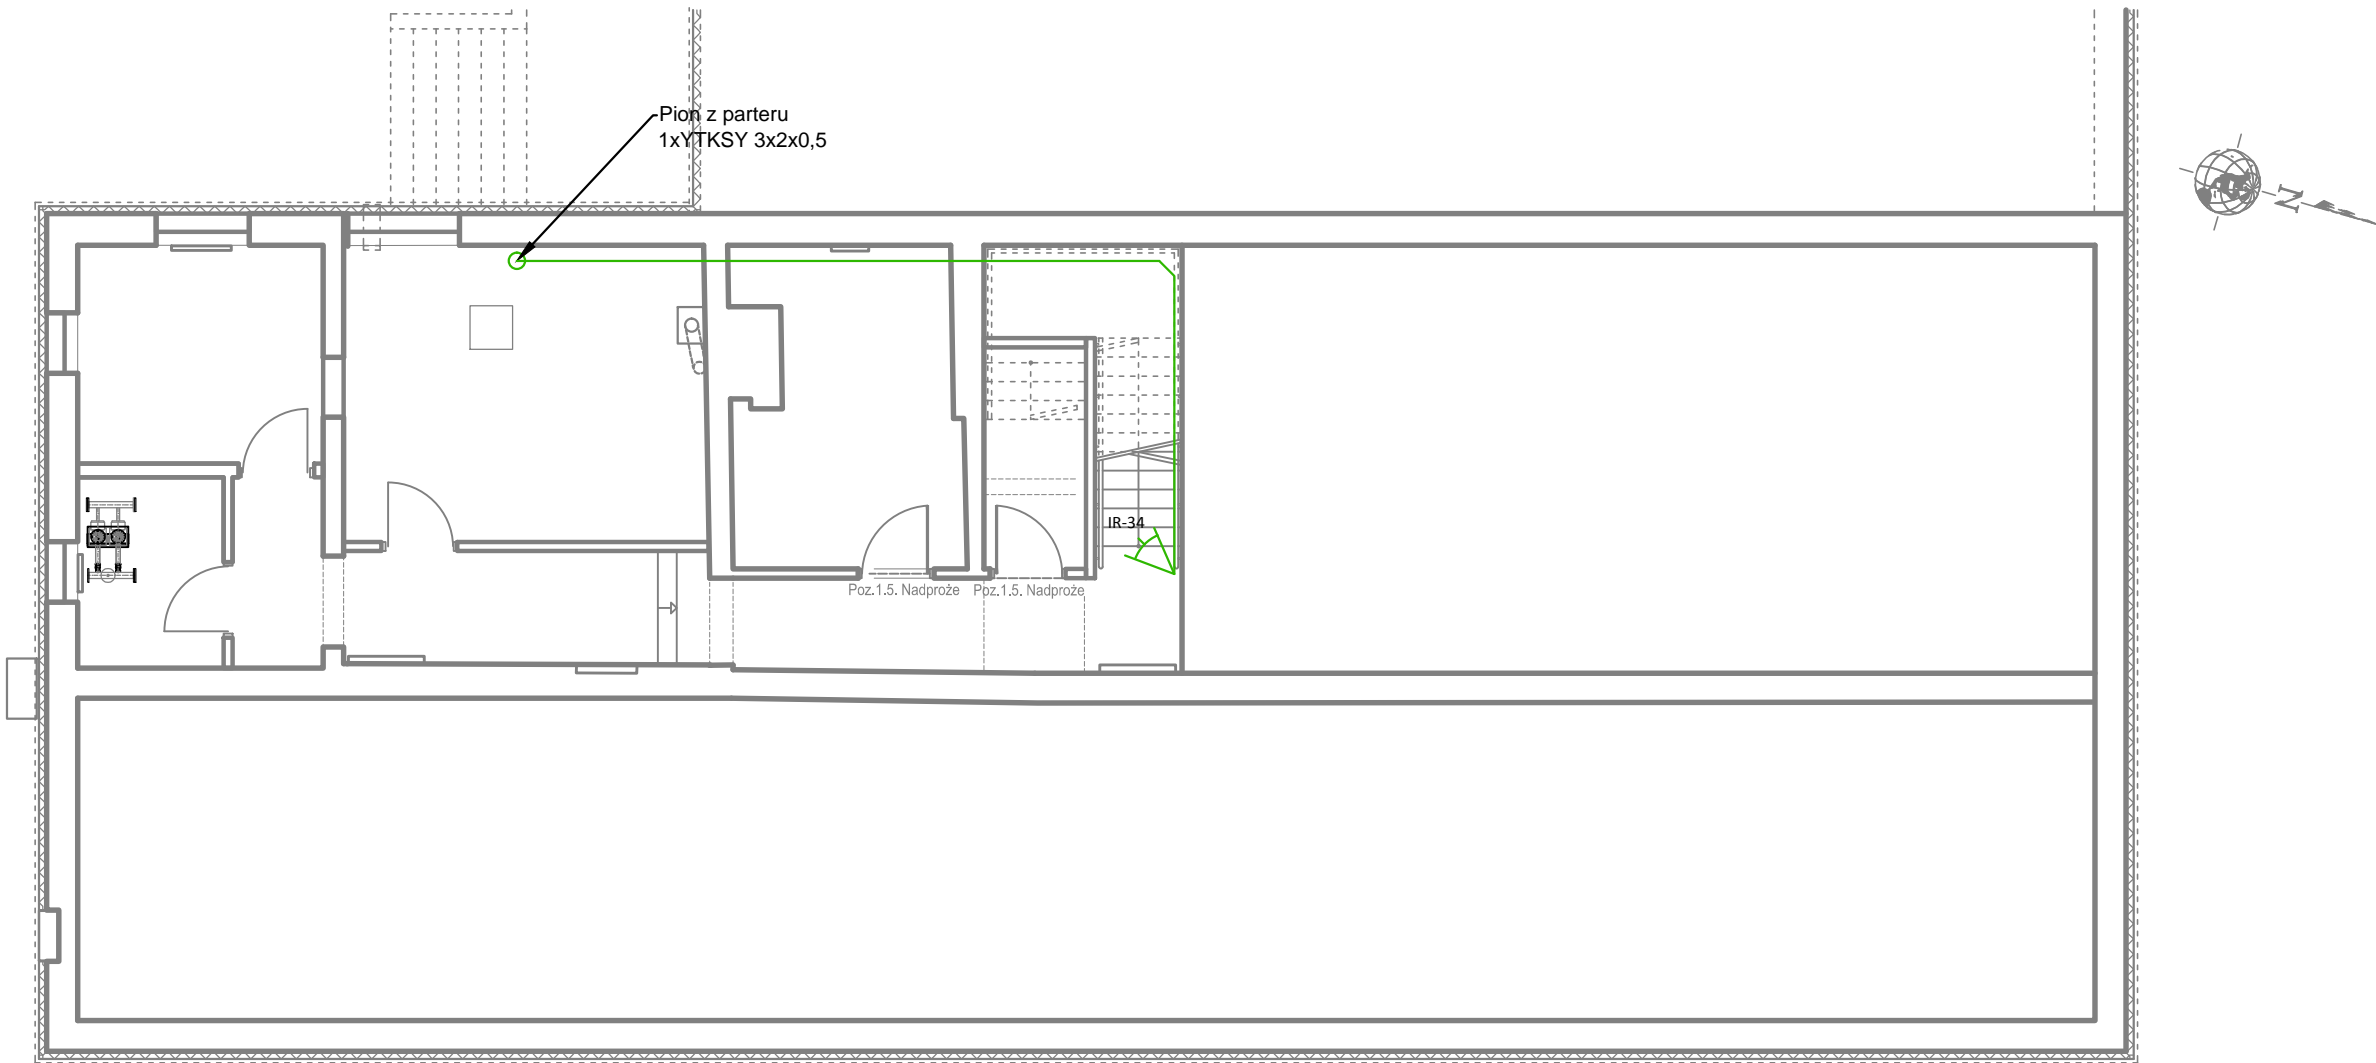 Pion z parteru
1xYTKSY 3x2x0,5
N
IR-34
Poz.1.5. Nadproże Poz.1.5. Nadproże